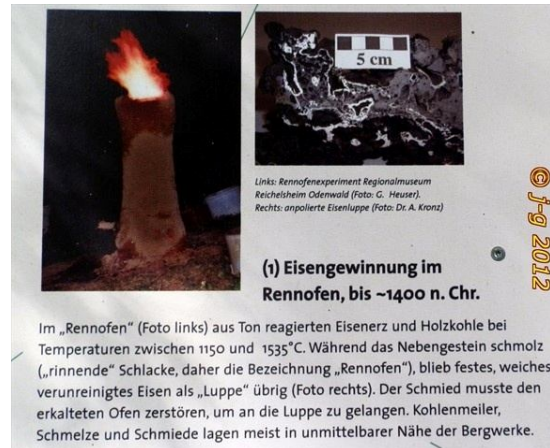 5 cm
Links: Rennofenexperiment Regionalmuseum
Reichelsheim Odenwald (Foto: G. Heuser).
Rechts: anpolierte Eisenluppe (Foto: Dr. A. Kronz)
© j-g 2012
(1) Eisengewinnung im
Rennofen, bis ~1400 n. Chr.
Im „Rennofen“ (Foto links) aus Ton reagierten Eisenerz und Holzkohle bei
Temperaturen zwischen 1150 und 1535°C. Während das Nebengestein schmolz
(„rinnende“ Schlacke, daher die Bezeichnung „Rennofen“), blieb festes, weiches
verunreinigtes Eisen als „Luppe“ übrig (Foto rechts). Der Schmied musste den
erkalteten Ofen zerstören, um an die Luppe zu gelangen. Kohlenmeiler,
Schmelze und Schmiede lagen meist in unmittelbarer Nähe der Bergwerke.